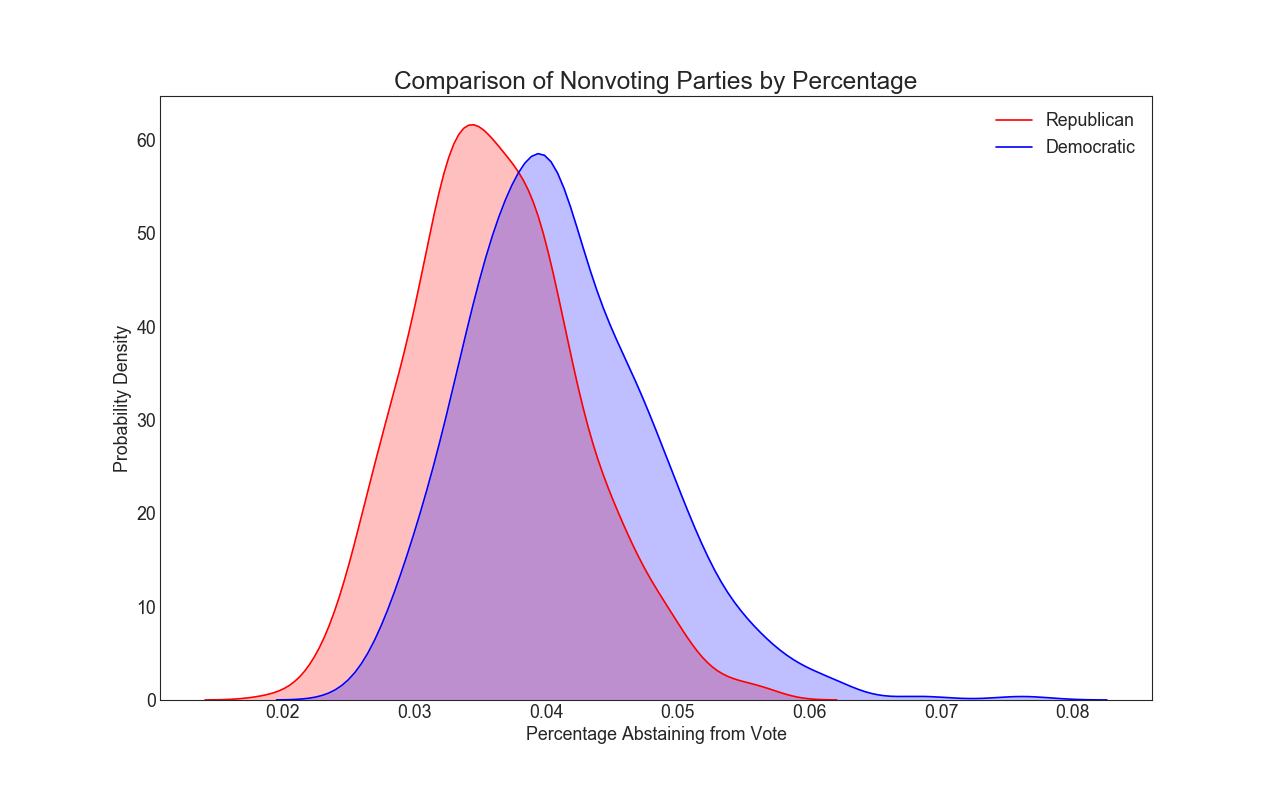 Comparison of Nonvoting Parties by Percentage
Republican
Democratic
Probability Density
60
50
40
30
20
10
0
0.02 0.03 0.04 0.05 0.06 0.07 0.08
Percentage Abstaining from Vote